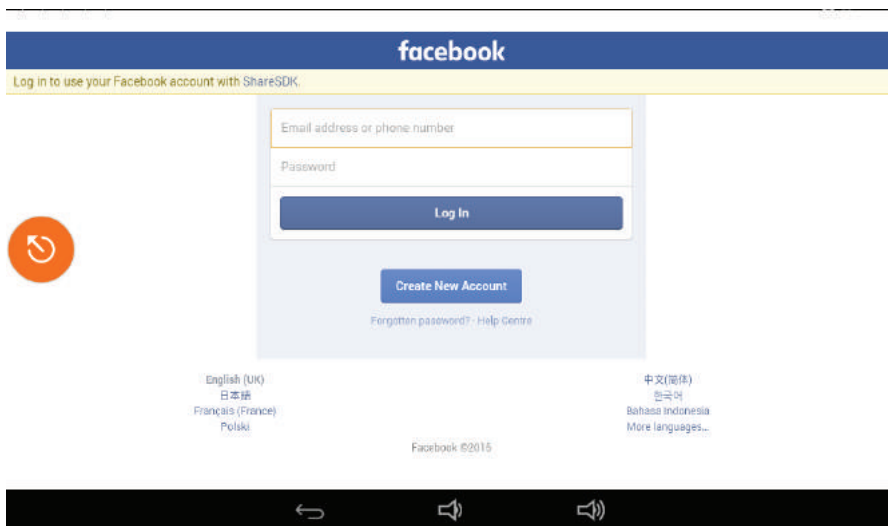 facebook
Log in to use your Facebook account with ShareSDK.
Email address or phone number
Password
Log In
Create New Account
Forgotten password? · Help Centre
English (UK)
日本語
Français (France)
Polski
中文(简体)
한국어
Bahasa Indonesia
More languages...
Facebook ©2015